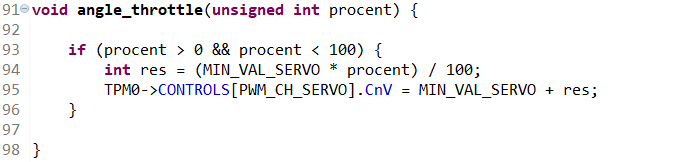 91 void angle_throttle(unsigned int procent) {
92
93     if (procent > 0 && procent < 100) {
94         int res = (MIN_VAL_SERVO * procent) / 100;
95         TPM0->CONTROLS[PWM_CH_SERVO].CnV = MIN_VAL_SERVO + res;
96     }
97
98 }